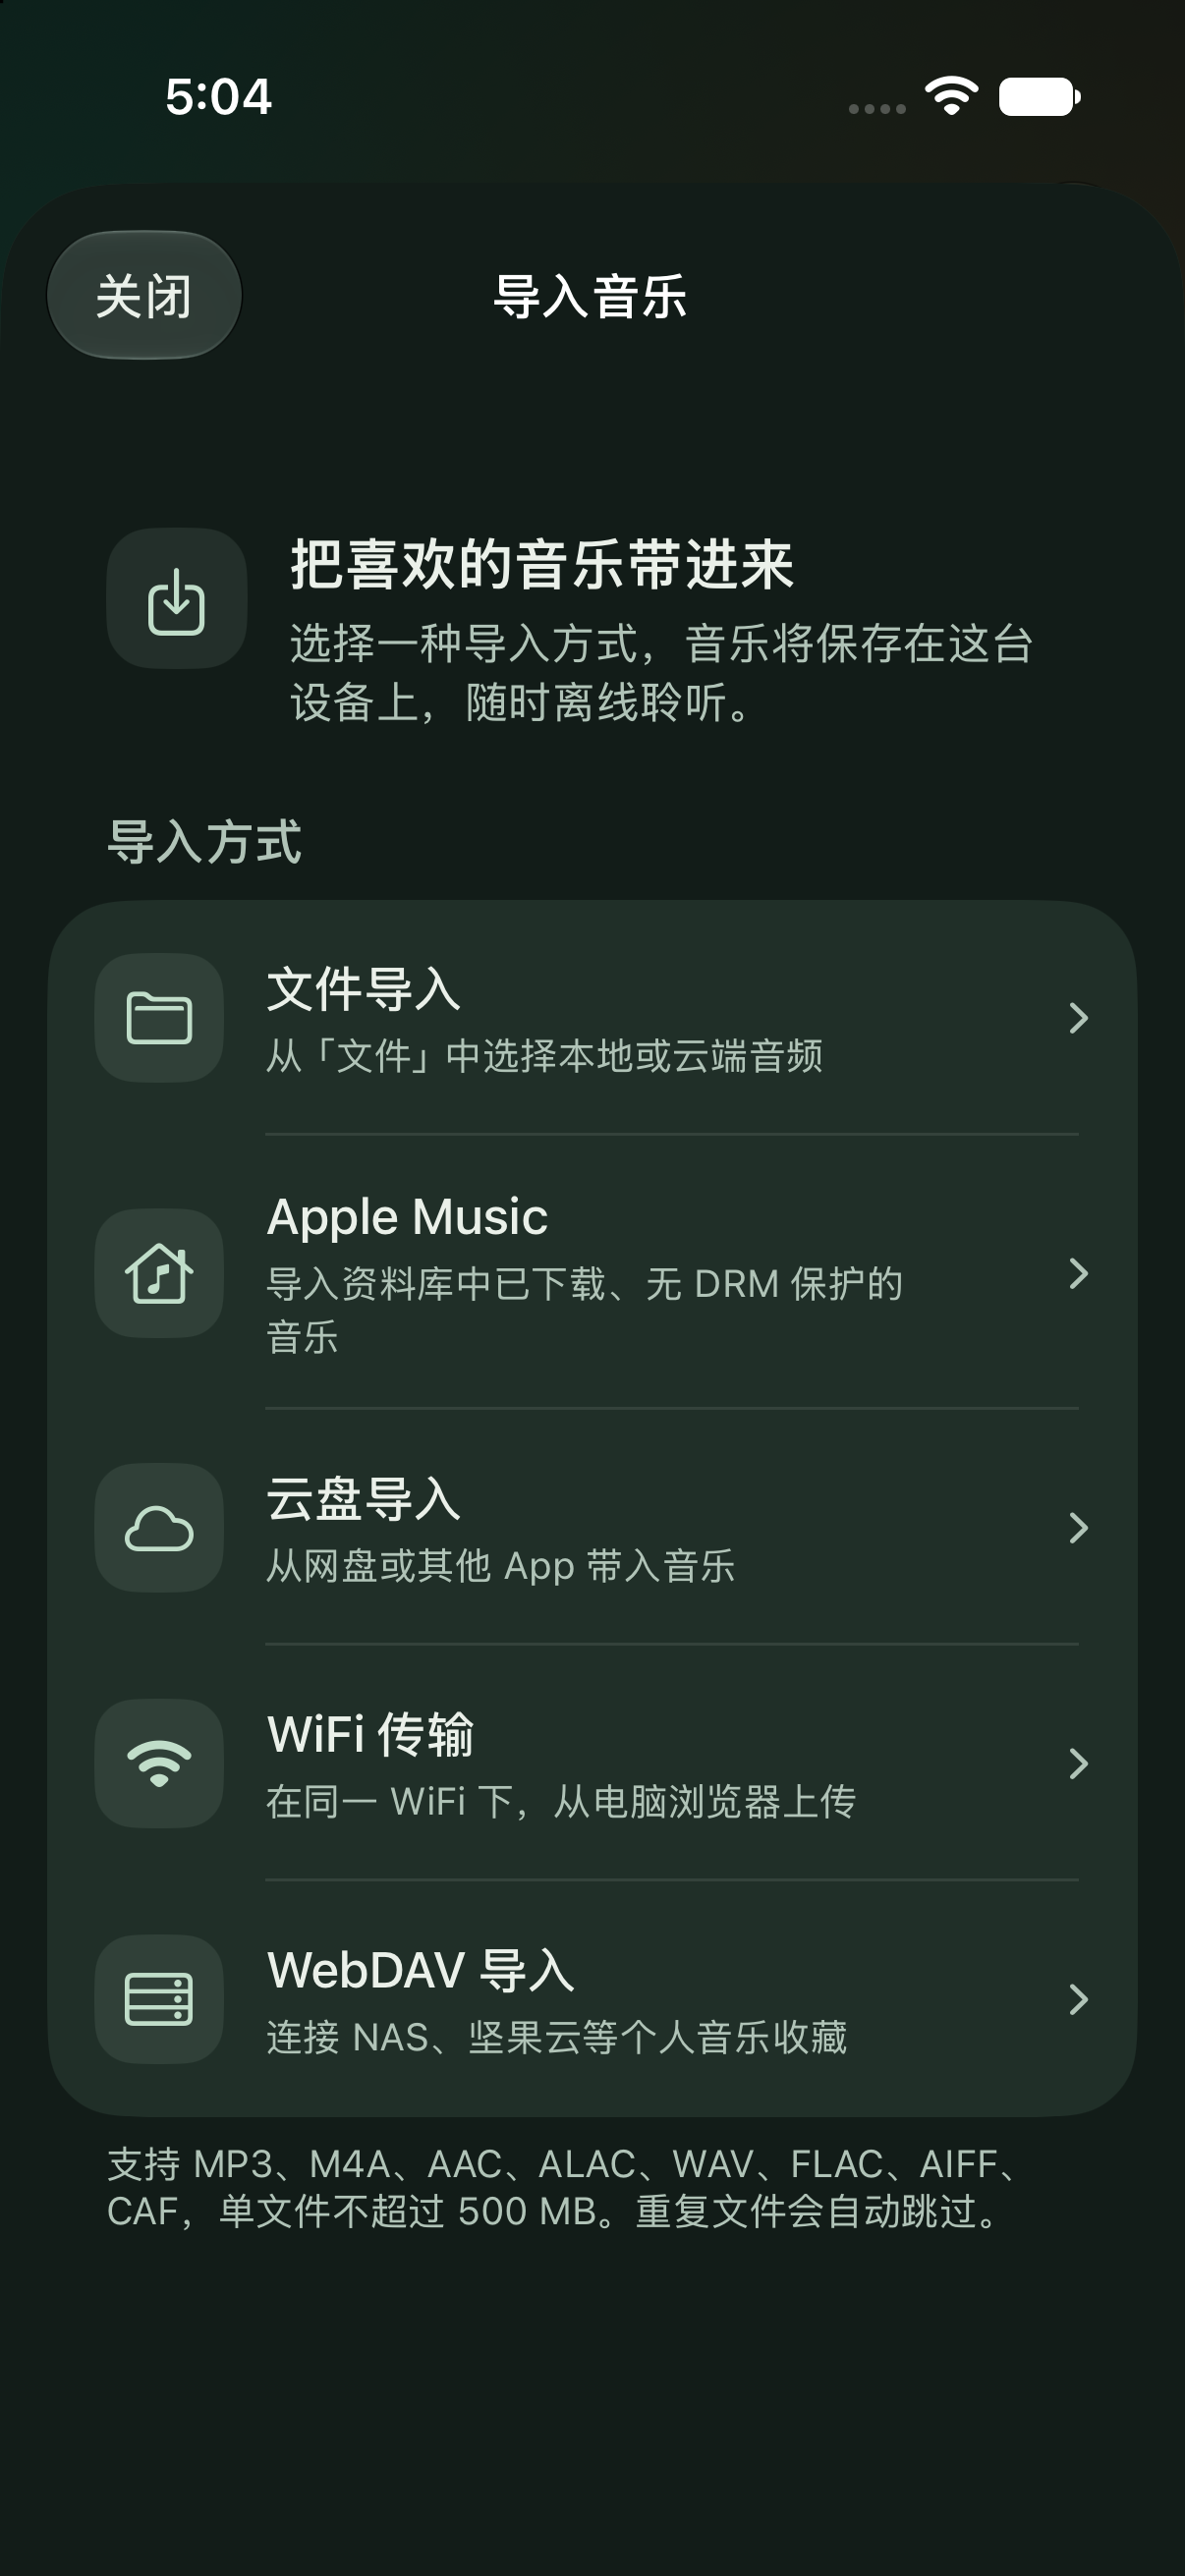 5:04
关闭
导入音乐
把喜欢的音乐带进来
选择一种导入方式，音乐将保存在这台
设备上，随时离线聆听。
导入方式
文件导入
从「文件」中选择本地或云端音频
Apple Music
导入资料库中已下载、无 DRM 保护的
音乐
云盘导入
从网盘或其他 App 带入音乐
WiFi 传输
在同一 WiFi 下，从电脑浏览器上传
WebDAV 导入
连接 NAS、坚果云等个人音乐收藏
支持 MP3、M4A、AAC、ALAC、WAV、FLAC、AIFF、
CAF，单文件不超过 500 MB。重复文件会自动跳过。